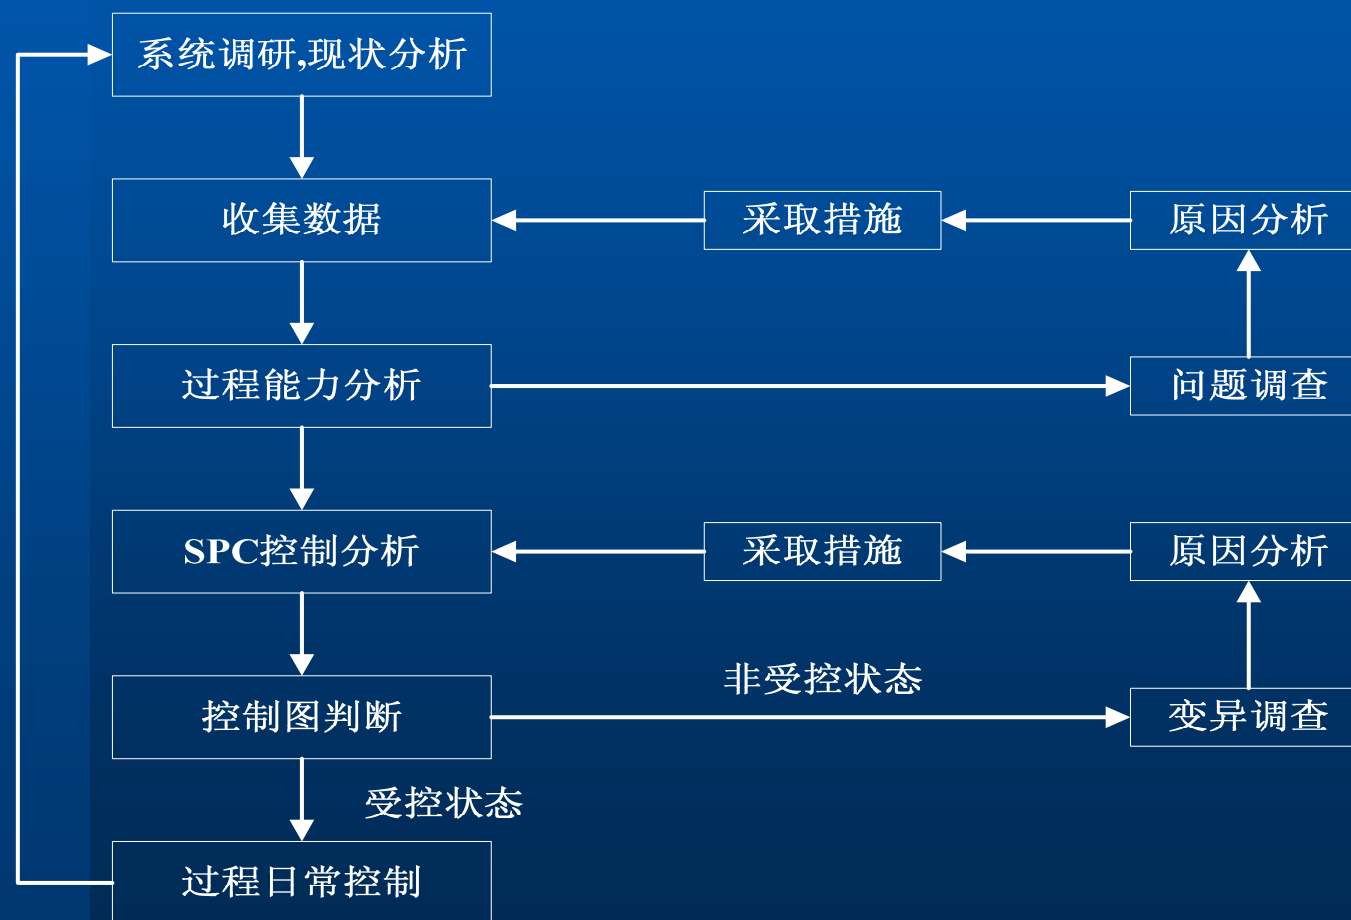 系统调研,现状分析
收集数据
采取措施
原因分析
过程能力分析
问题调查
SPC控制分析
采取措施
原因分析
非受控状态
控制图判断
变异调查
受控状态
过程日常控制